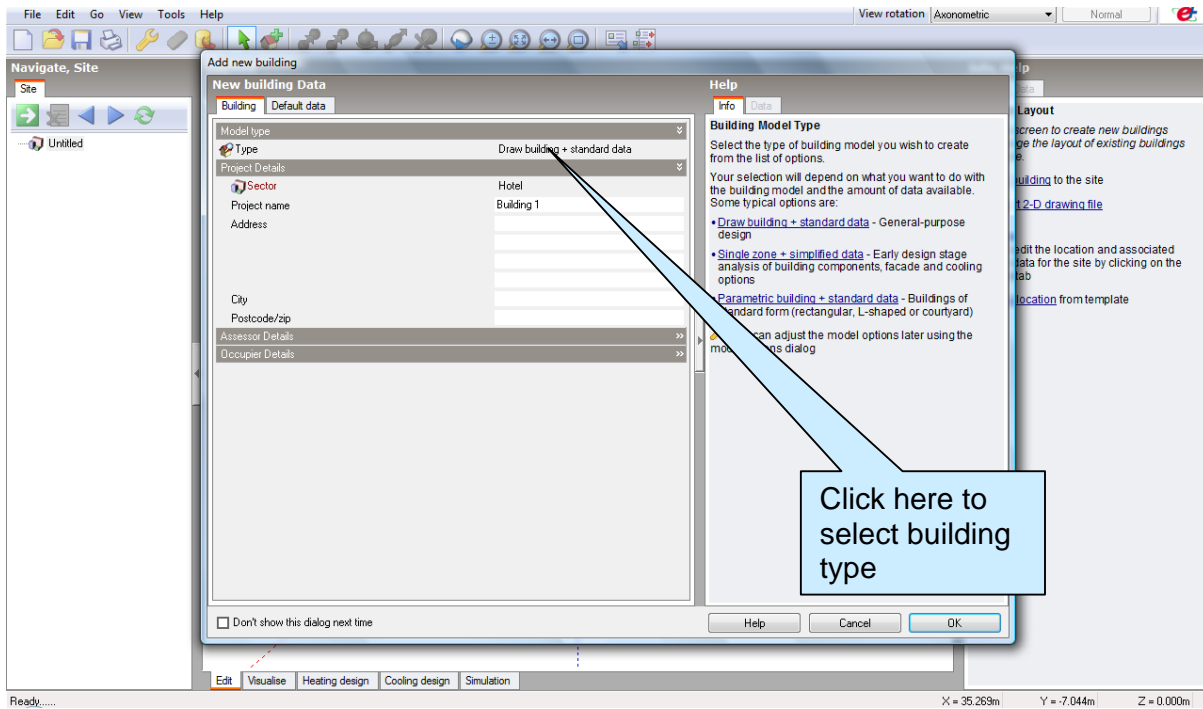 File Edit Go View Tools Help
View rotation Axonometric Normal
Navigate, Site
Site
Untitled
Add new building
New building Data
Building Default data
Model type
Type Draw building + standard data
Project Details
Sector Hotel
Project name Building 1
Address
City
Postcode/zip
Assessor Details
Occupier Details
Don't show this dialog next time
Help
Info Data
Building Model Type
Select the type of building model you wish to create
from the list of options.
Your selection will depend on what you want to do with
the building model and the amount of data available.
Some typical options are:
• Draw building + standard data - General-purpose
design
• Single zone + simplified data - Early design stage
analysis of building components, facade and cooling
options
• Parametric building + standard data - Buildings of
standard form (rectangular, L-shaped or courtyard)
can adjust the model options later using the
dialog
Click here to
select building
type
Help Cancel OK
Layout
screen to create new buildings
the layout of existing buildings
building to the site
2-D drawing file
edit the location and associated
data for the site by clicking on the
tab
location from template
Edit Visualise Heating design Cooling design Simulation
Ready......
X = 35.269m Y = -7.044m Z = 0.000m